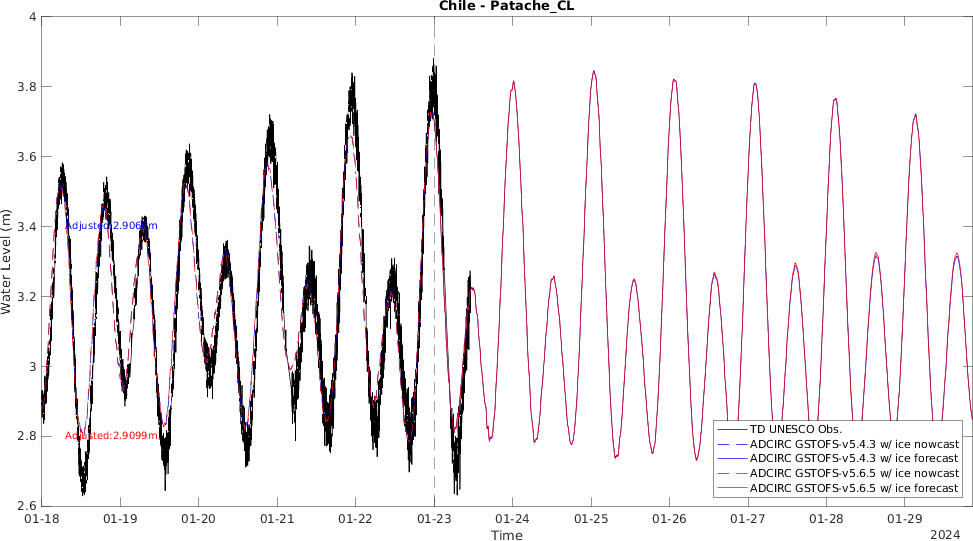 Chile - Patache_CL
4
3.8
3.6
3.4
3.2
3
2.8
2.6
Water Level (m)
Adjusted:2.9099m
TD UNESCO Obs.
ADCIRC GSTOFS-v5.4.3 w/ ice nowcast
ADCIRC GSTOFS-v5.4.3 w/ ice forecast
ADCIRC GSTOFS-v5.6.5 w/ ice nowcast
ADCIRC GSTOFS-v5.6.5 w/ ice forecast
01-18 01-19 01-20 01-21 01-22 01-23 01-24 01-25 01-26 01-27 01-28 01-29
Time
2024